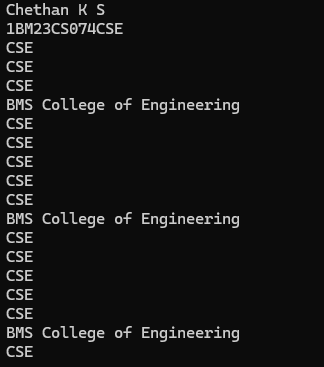 Chethan K S
1BM23CS074CSE
CSE
CSE
CSE
BMS College of Engineering
CSE
CSE
CSE
CSE
CSE
BMS College of Engineering
CSE
CSE
CSE
CSE
CSE
BMS College of Engineering
CSE